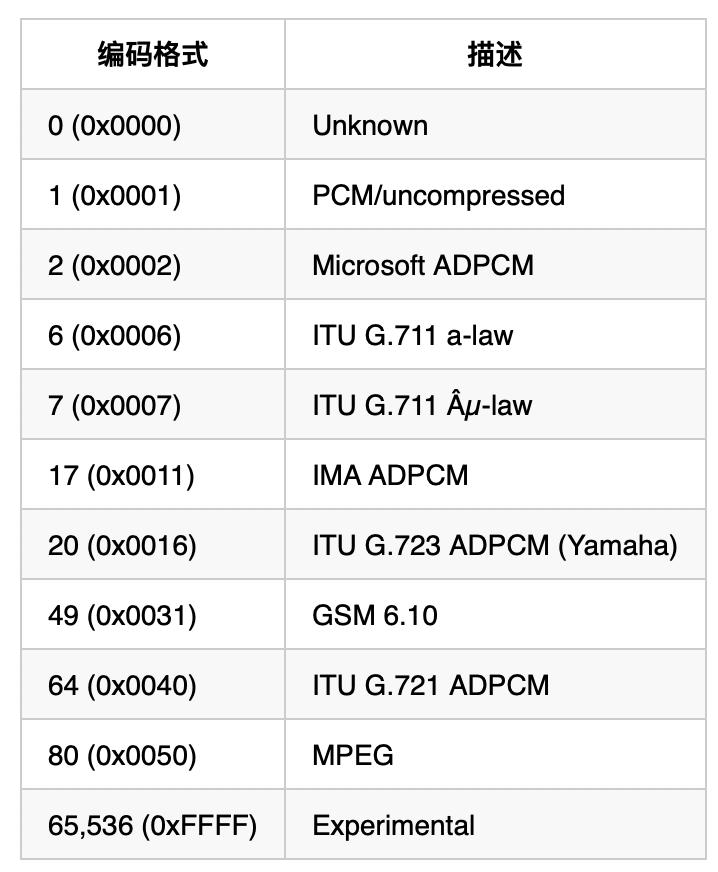 编码格式 描述
0 (0x0000) Unknown
1 (0x0001) PCM/uncompressed
2 (0x0002) Microsoft ADPCM
6 (0x0006) ITU G.711 a-law
7 (0x0007) ITU G.711 Âµ-law
17 (0x0011) IMA ADPCM
20 (0x0016) ITU G.723 ADPCM (Yamaha)
49 (0x0031) GSM 6.10
64 (0x0040) ITU G.721 ADPCM
80 (0x0050) MPEG
65,536 (0xFFFF) Experimental